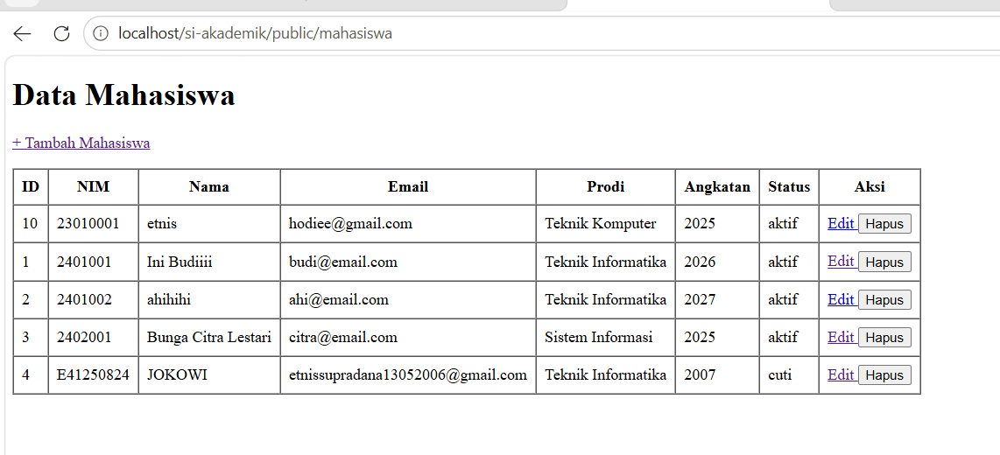 localhost/si-akademik/public/mahasiswa
Data Mahasiswa
+ Tambah Mahasiswa
ID NIM Nama Email Prodi Angkatan Status Aksi
10 23010001 etnis hodiee@gmail.com Teknik Komputer 2025 aktif Edit Hapus
1 2401001 Ini Budiiii budi@email.com Teknik Informatika 2026 aktif Edit Hapus
2 2401002 ahihihi ahi@email.com Teknik Informatika 2027 aktif Edit Hapus
3 2402001 Bunga Citra Lestari citra@email.com Sistem Informasi 2025 aktif Edit Hapus
4 E41250824 JOKOWI etnissupradana13052006@gmail.com Teknik Informatika 2007 cuti Edit Hapus